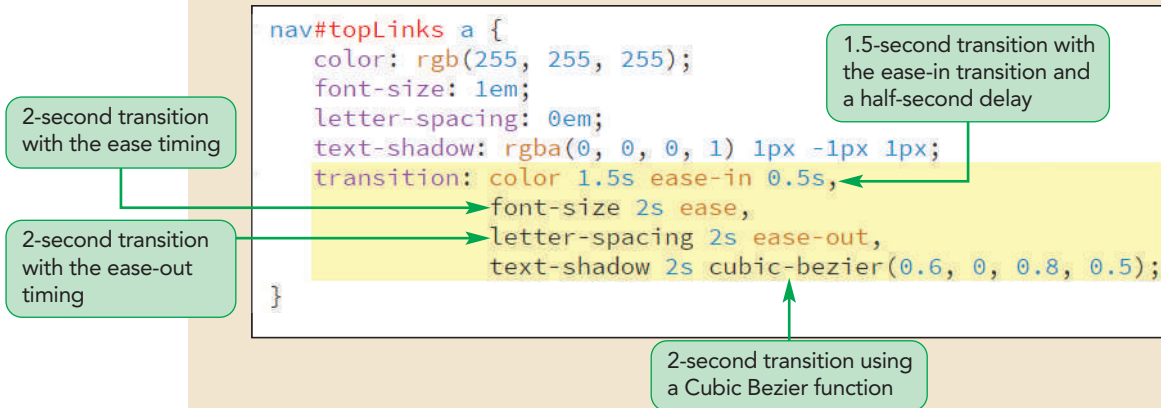 nav#topLinks a {
color: rgb(255, 255, 255);
font-size: 1em;
letter-spacing: 0em;
text-shadow: rgba(0, 0, 0, 1) 1px -1px 1px;
transition: color 1.5s ease-in 0.5s,
font-size 2s ease,
letter-spacing 2s ease-out,
text-shadow 2s cubic-bezier(0.6, 0, 0.8, 0.5);
}
1.5-second transition with
the ease-in transition and
a half-second delay
2-second transition
with the ease timing
2-second transition
with the ease-out
timing
2-second transition using
a Cubic Bezier function